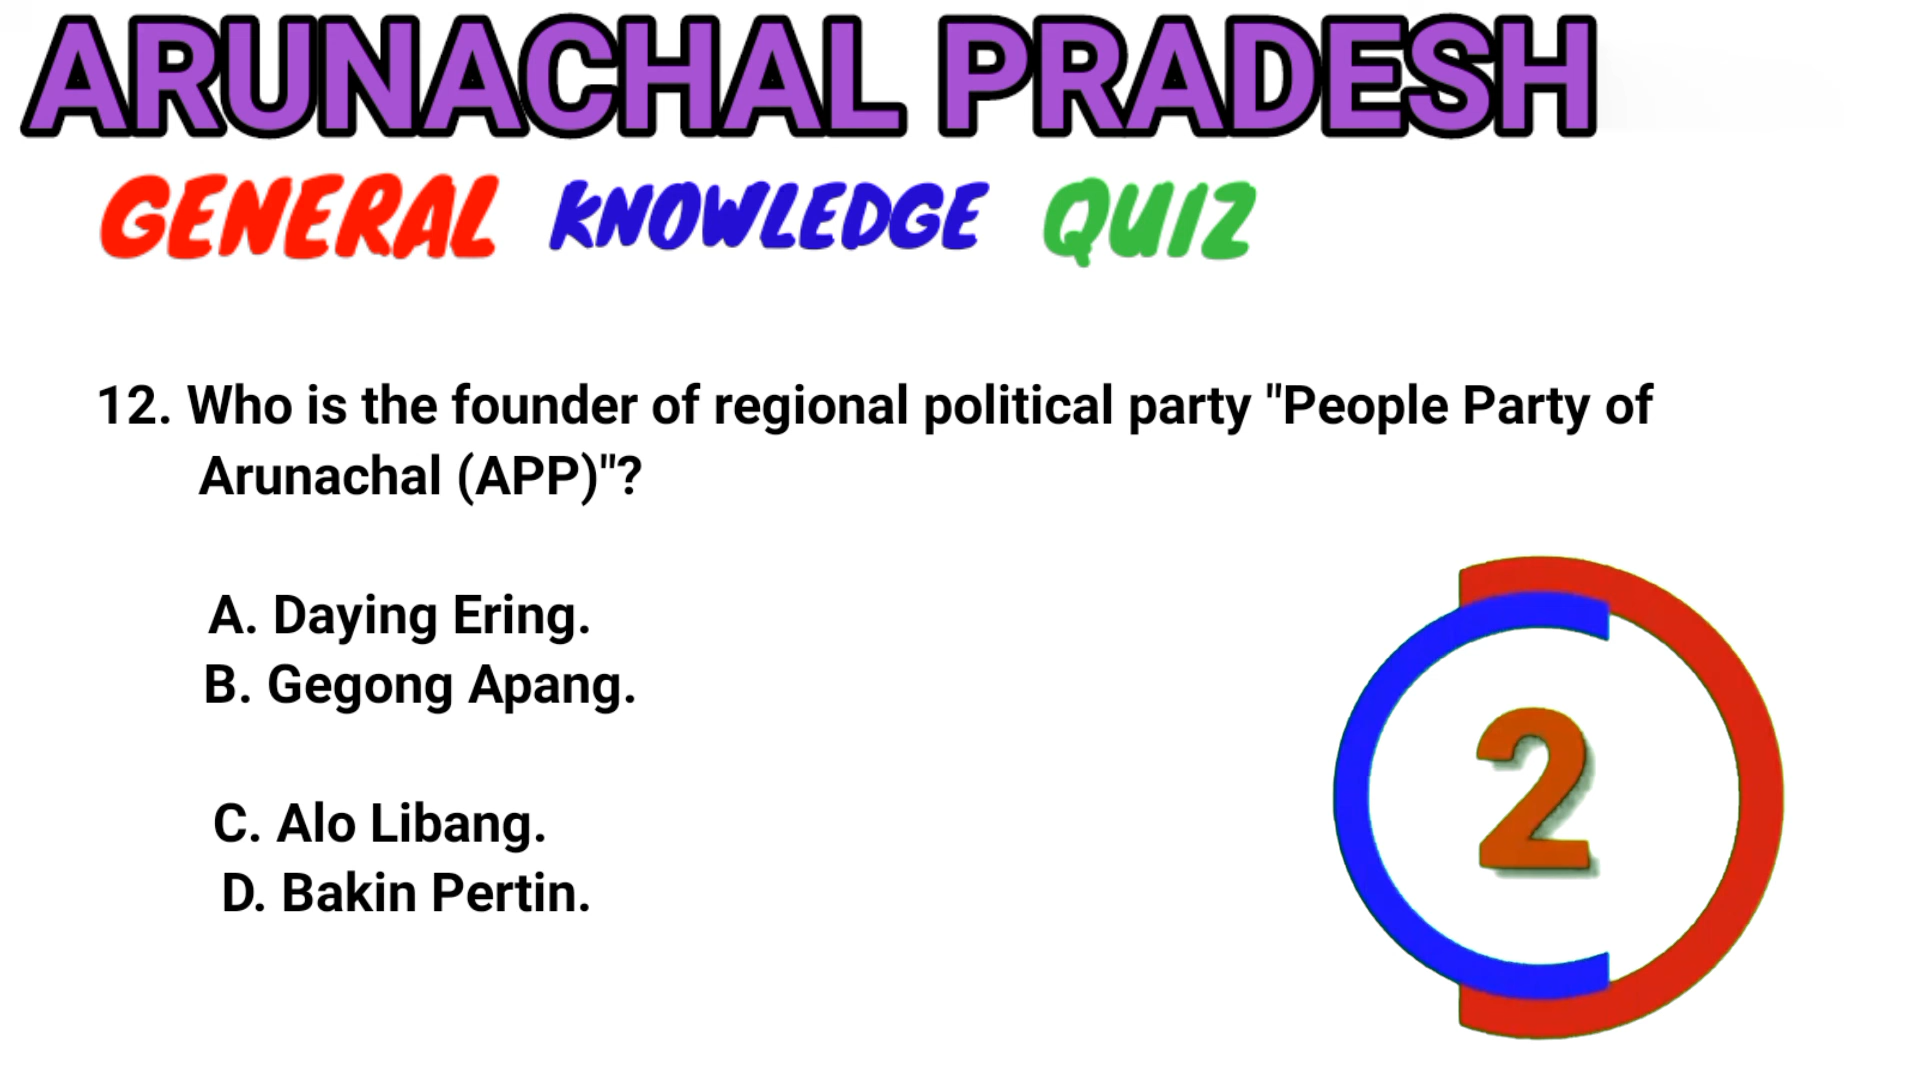 ARUNACHAL PRADESH
GENERAL KNOWLEDGE QUIZ
12. Who is the founder of regional political party "People Party of
Arunachal (APP)"?
A. Daying Ering.
B. Gegong Apang.
C. Alo Libang.
D. Bakin Pertin.
2